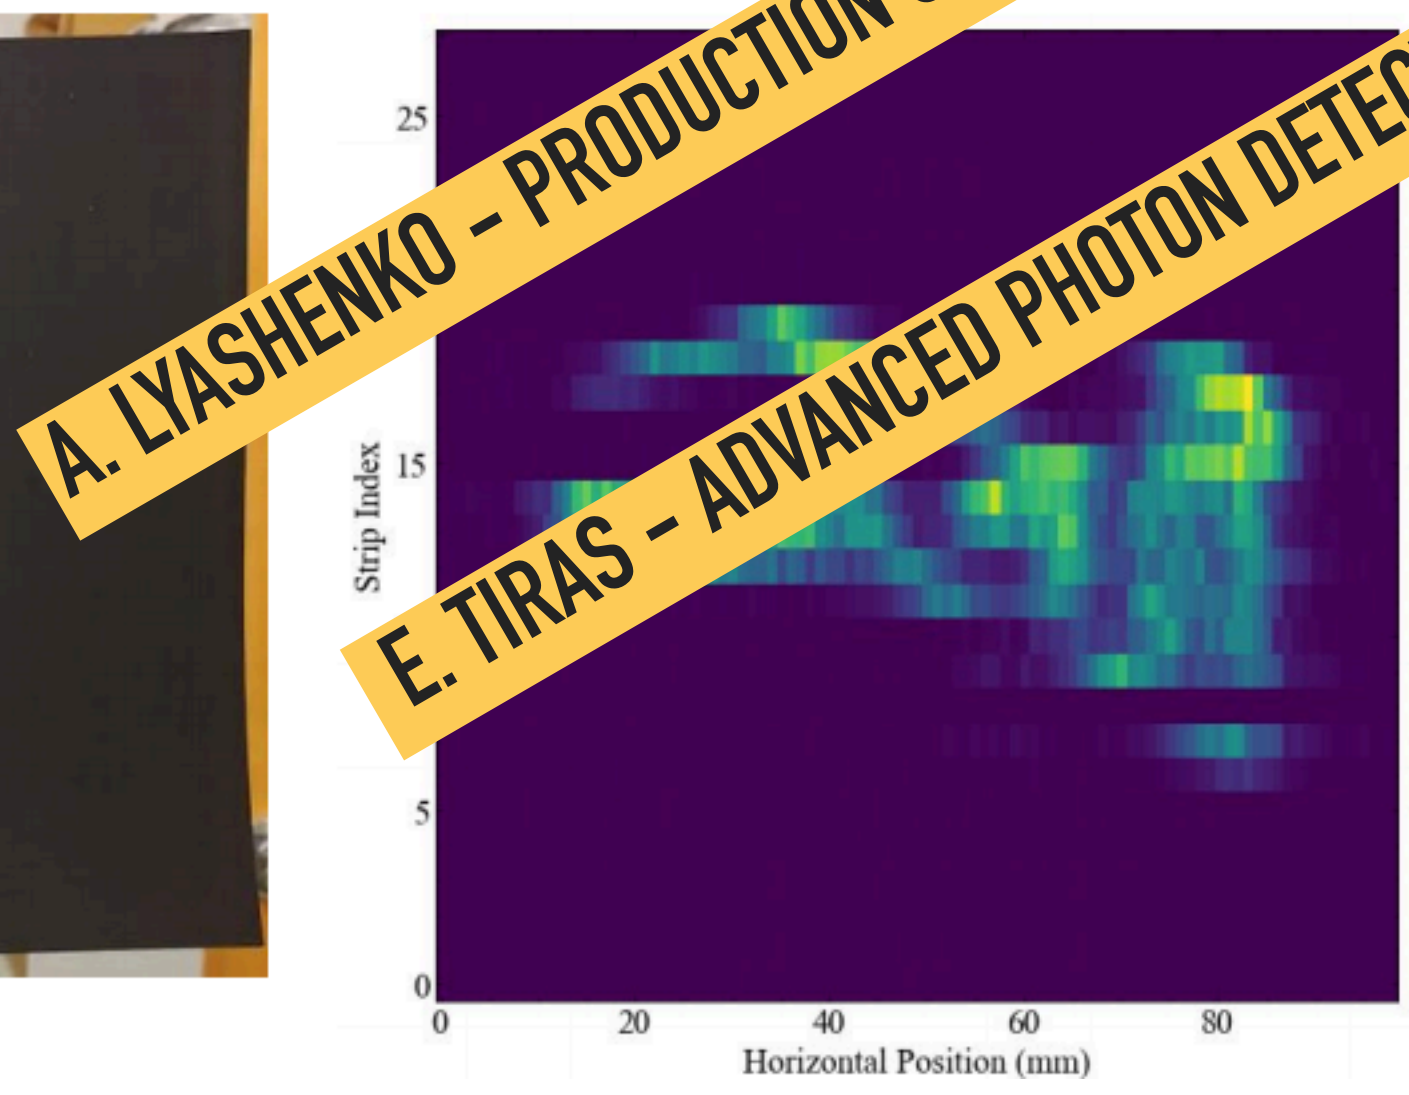 A. LYASHENKO – PRODUCTION
E. TIRAS – ADVANCED PHOTON
25
15
5
0
Strip Index
0 20 40 60 80
Horizontal Position (mm)